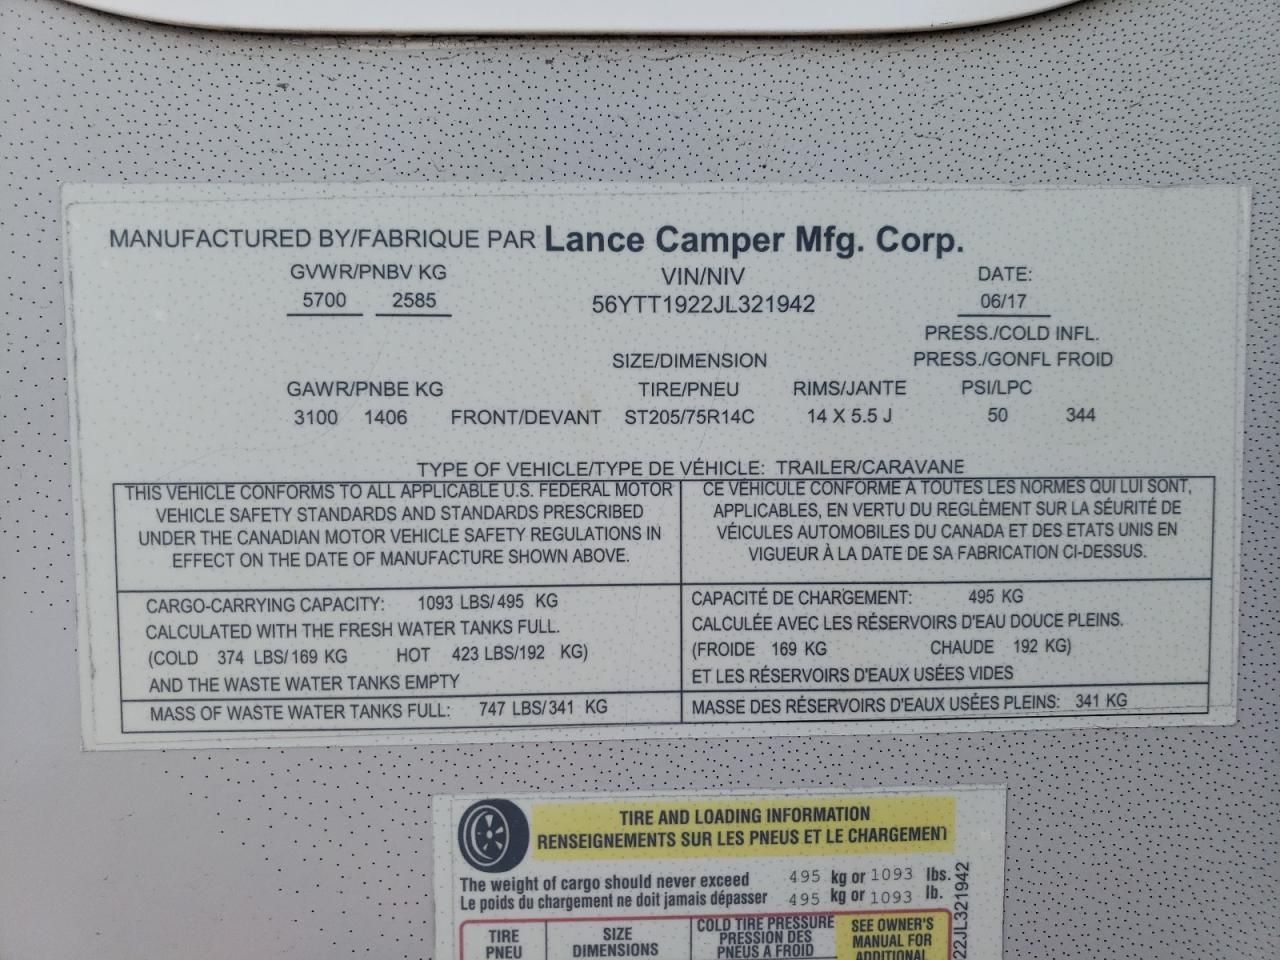 MANUFACTURED BY/FABRIQUE PAR Lance Camper Mfg. Corp.
GVWR/PNBV KG VIN/NIV DATE:
5700 2585 56YTT1922JL321942 06/17
PRESS./COLD INFL.
SIZE/DIMENSION PRESS./GONFL FROID
GAWR/PNBE KG TIRE/PNEU RIMS/JANTE PSI/LPC
3100 1406 FRONT/DEVANT ST205/75R14C 14 X 5.5 J 50 344
TYPE OF VEHICLE/TYPE DE VÉHICLE: TRAILER/CARAVANE
THIS VEHICLE CONFORMS TO ALL APPLICABLE U.S. FEDERAL MOTOR
VEHICLE SAFETY STANDARDS AND STANDARDS PRESCRIBED
UNDER THE CANADIAN MOTOR VEHICLE SAFETY REGULATIONS IN
EFFECT ON THE DATE OF MANUFACTURE SHOWN ABOVE.
CE VÉHICULE CONFORME À TOUTES LES NORMES QUI LUI SONT,
APPLICABLES, EN VERTU DU REGLÈMENT SUR LA SÉURITÉ DE
VÉICULES AUTOMOBILES DU CANADA ET DES ETATS UNIS EN
VIGUEUR À LA DATE DE SA FABRICATION CI-DESSUS.
CARGO-CARRYING CAPACITY: 1093 LBS/ 495 KG
CALCULATED WITH THE FRESH WATER TANKS FULL.
(COLD 374 LBS/ 169 KG HOT 423 LBS/192 KG)
AND THE WASTE WATER TANKS EMPTY
CAPACITÉ DE CHARGEMENT: 495 KG
CALCULÉE AVEC LES RÉSERVOIRS D'EAU DOUCE PLEINS.
(FROIDE 169 KG CHAUDE 192 KG)
ET LES RÉSERVOIRS D'EAUX USÉES VIDES
MASS OF WASTE WATER TANKS FULL: 747 LBS/ 341 KG
MASSE DES RÉSERVOIRS D'EAUX USÉES PLEINS: 341 KG
TIRE AND LOADING INFORMATION
RENSEIGNEMENTS SUR LES PNEUS ET LE CHARGEMENT
The weight of cargo should never exceed 495 kg or 1093 lbs.
Le poids du chargement ne doit jamais dépasser 495 kg or 1093 lb.
TIRE SIZE COLD TIRE PRESSURE SEE OWNER'S
PNEU DIMENSIONS PRESSION DES MANUAL FOR
PNEUS A FROID ADDITIONAL
22JL321942